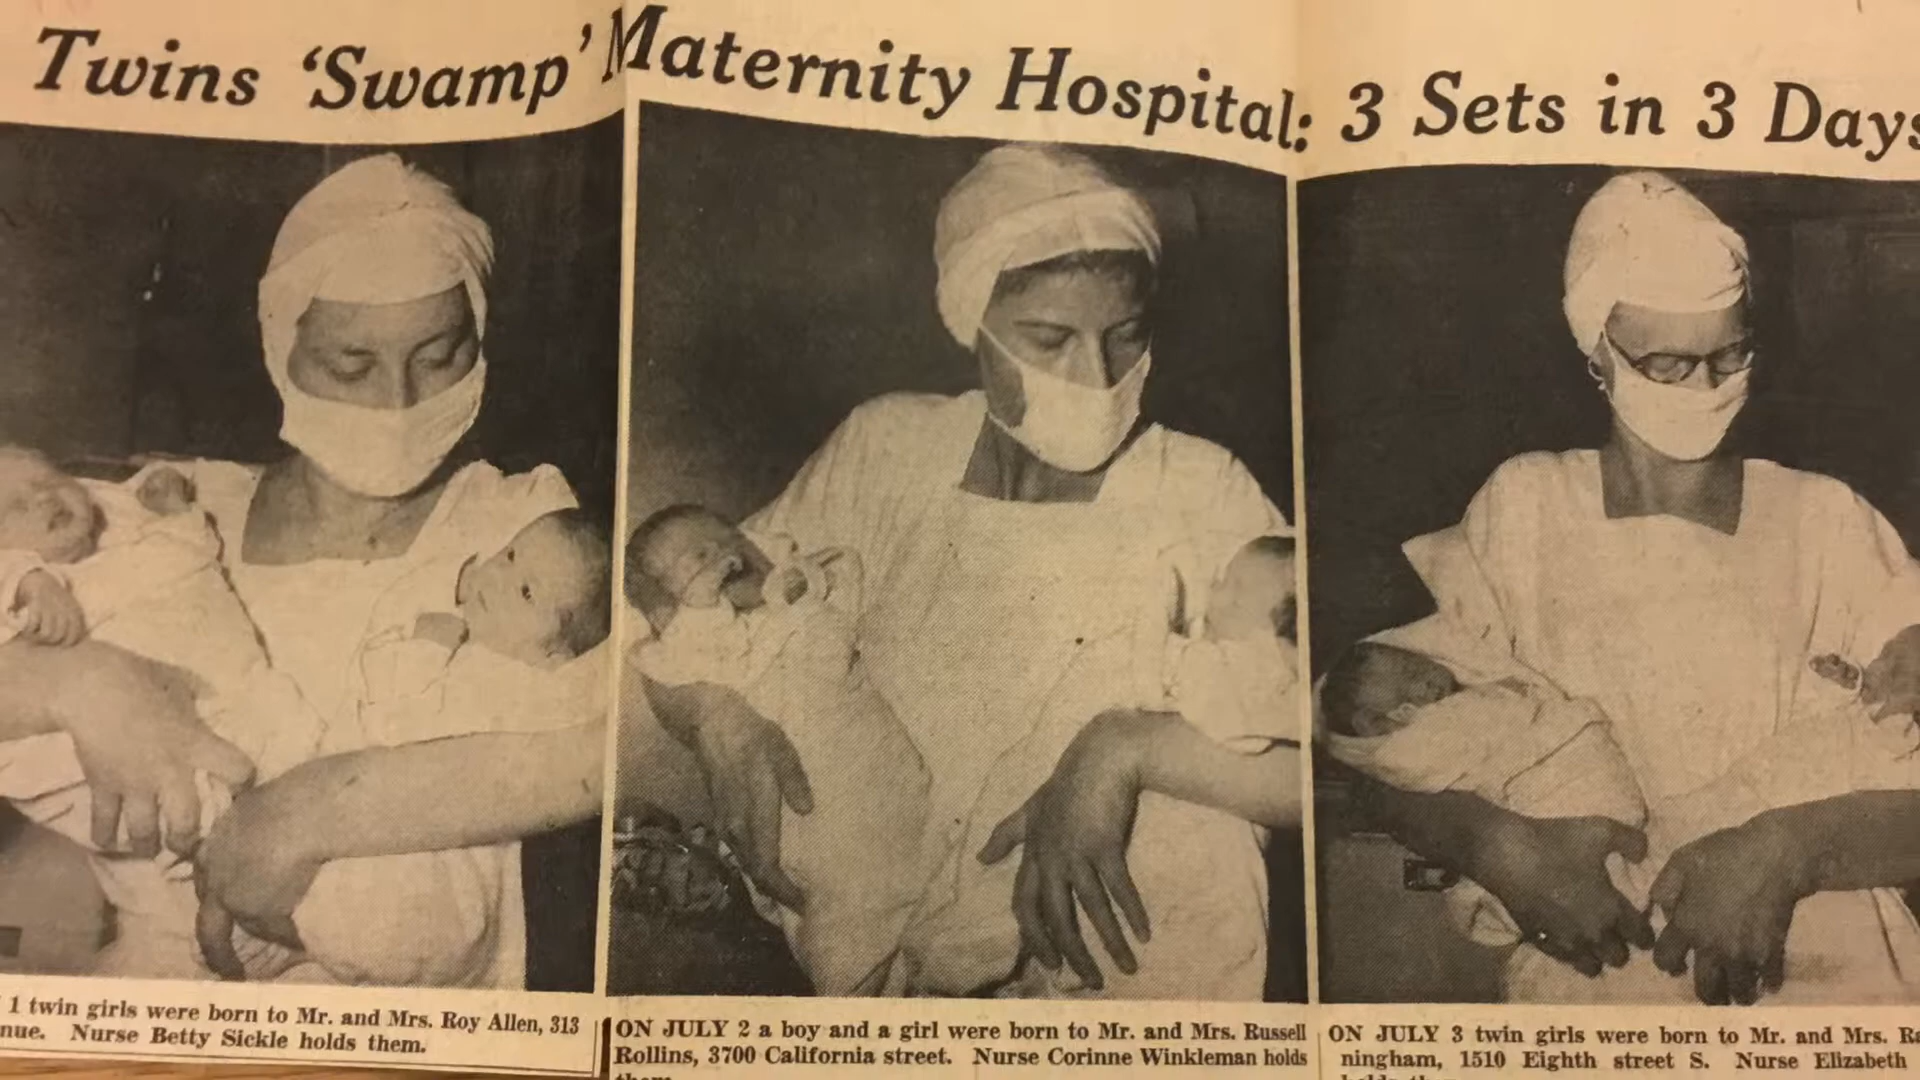 Twins ‘Swamp’ Maternity Hospital: 3 Sets in 3 Days
1 twin girls were born to Mr. and Mrs. Roy Allen, 313
nue. Nurse Betty Sickle holds them.
ON JULY 2 a boy and a girl were born to Mr. and Mrs. Russell
Rollins, 3700 California street. Nurse Corinne Winkleman holds
ON JULY 3 twin girls were born to Mr. and Mrs. Ra
ningham, 1510 Eighth street S. Nurse Elizabeth